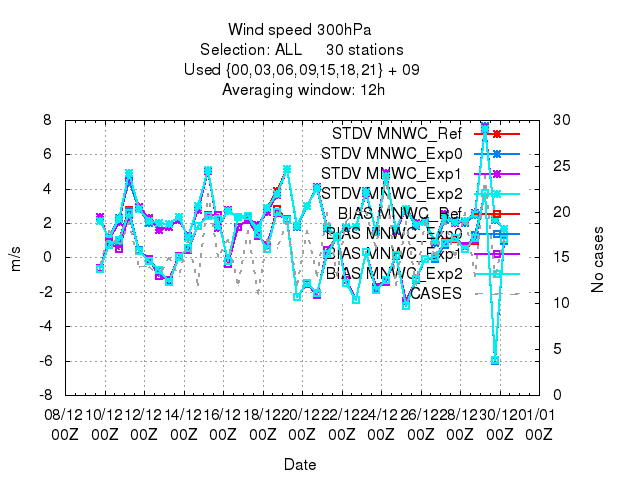 Wind speed 300hPa
Selection: ALL 30 stations
Used {00,03,06,09,15,18,21} + 09
Averaging window: 12h
8 30
6 25
4 20
2 15
0 10
-2 5
-4 0
-6
-8
m/s
No cases
STDV MNWC_Ref
STDV MNWC_Exp0
STDV MNWC_Exp1
STDV MNWC_Exp2
BIAS MNWC_Ref
BIAS MNWC_Exp0
BIAS MNWC_Exp1
BIAS MNWC_Exp2
CASES
08/12 10/12 12/12 14/12 16/12 18/12 20/12 22/12 24/12 26/12 28/12 30/12 01/01
00Z 00Z 00Z 00Z 00Z 00Z 00Z 00Z 00Z 00Z 00Z 00Z 00Z
Date